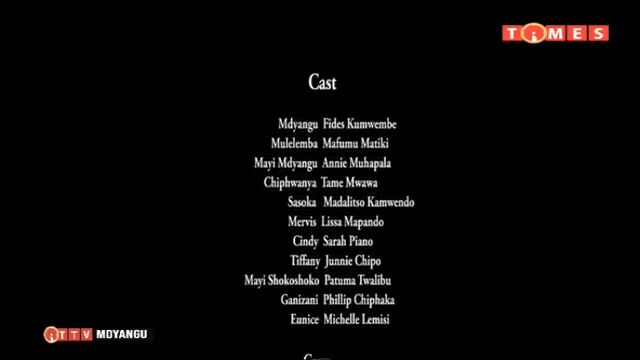 TiMES
Cast
Mdyangu Fides Kumwembe
Mulelemba Mafumu Matiki
Mayi Mdyangu Annie Muhapala
Chiphwanya Tame Mwawa
Sasoka Madalitso Kamwendo
Mervis Lissa Mapando
Cindy Sarah Piano
Tiffany Junnie Chipo
Mayi Shokoshoko Patuma Twalibu
Ganizani Phillip Chiphaka
Eunice Michelle Lemisi
iTTV MDYANGU